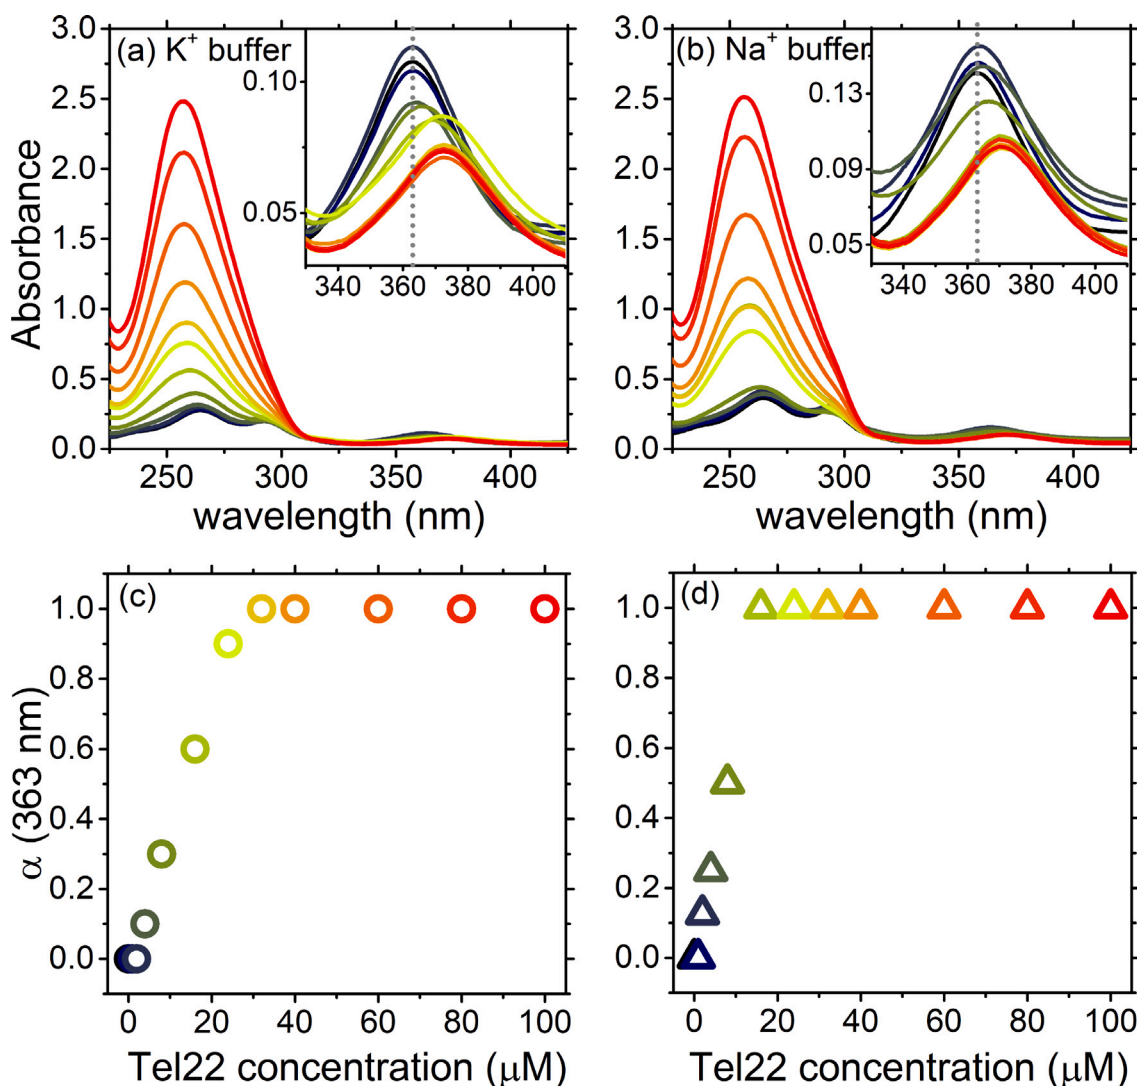 (a) K⁺ buffer
(b) Na⁺ buffer
3.0
2.5
2.0
1.5
1.0
0.5
0.0
Absorbance
250 300 350 400
wavelength (nm)
0.10
0.05
340 360 380 400
3.0
2.5
2.0
1.5
1.0
0.5
0.0
250 300 350 400
wavelength (nm)
0.13
0.09
0.05
340 360 380 400
(c)
1.0
0.8
0.6
0.4
0.2
0.0
α (363 nm)
0 20 40 60 80 100
Tel22 concentration (μM)
(d)
1.0
0.8
0.6
0.4
0.2
0.0
0 20 40 60 80 100
Tel22 concentration (μM)